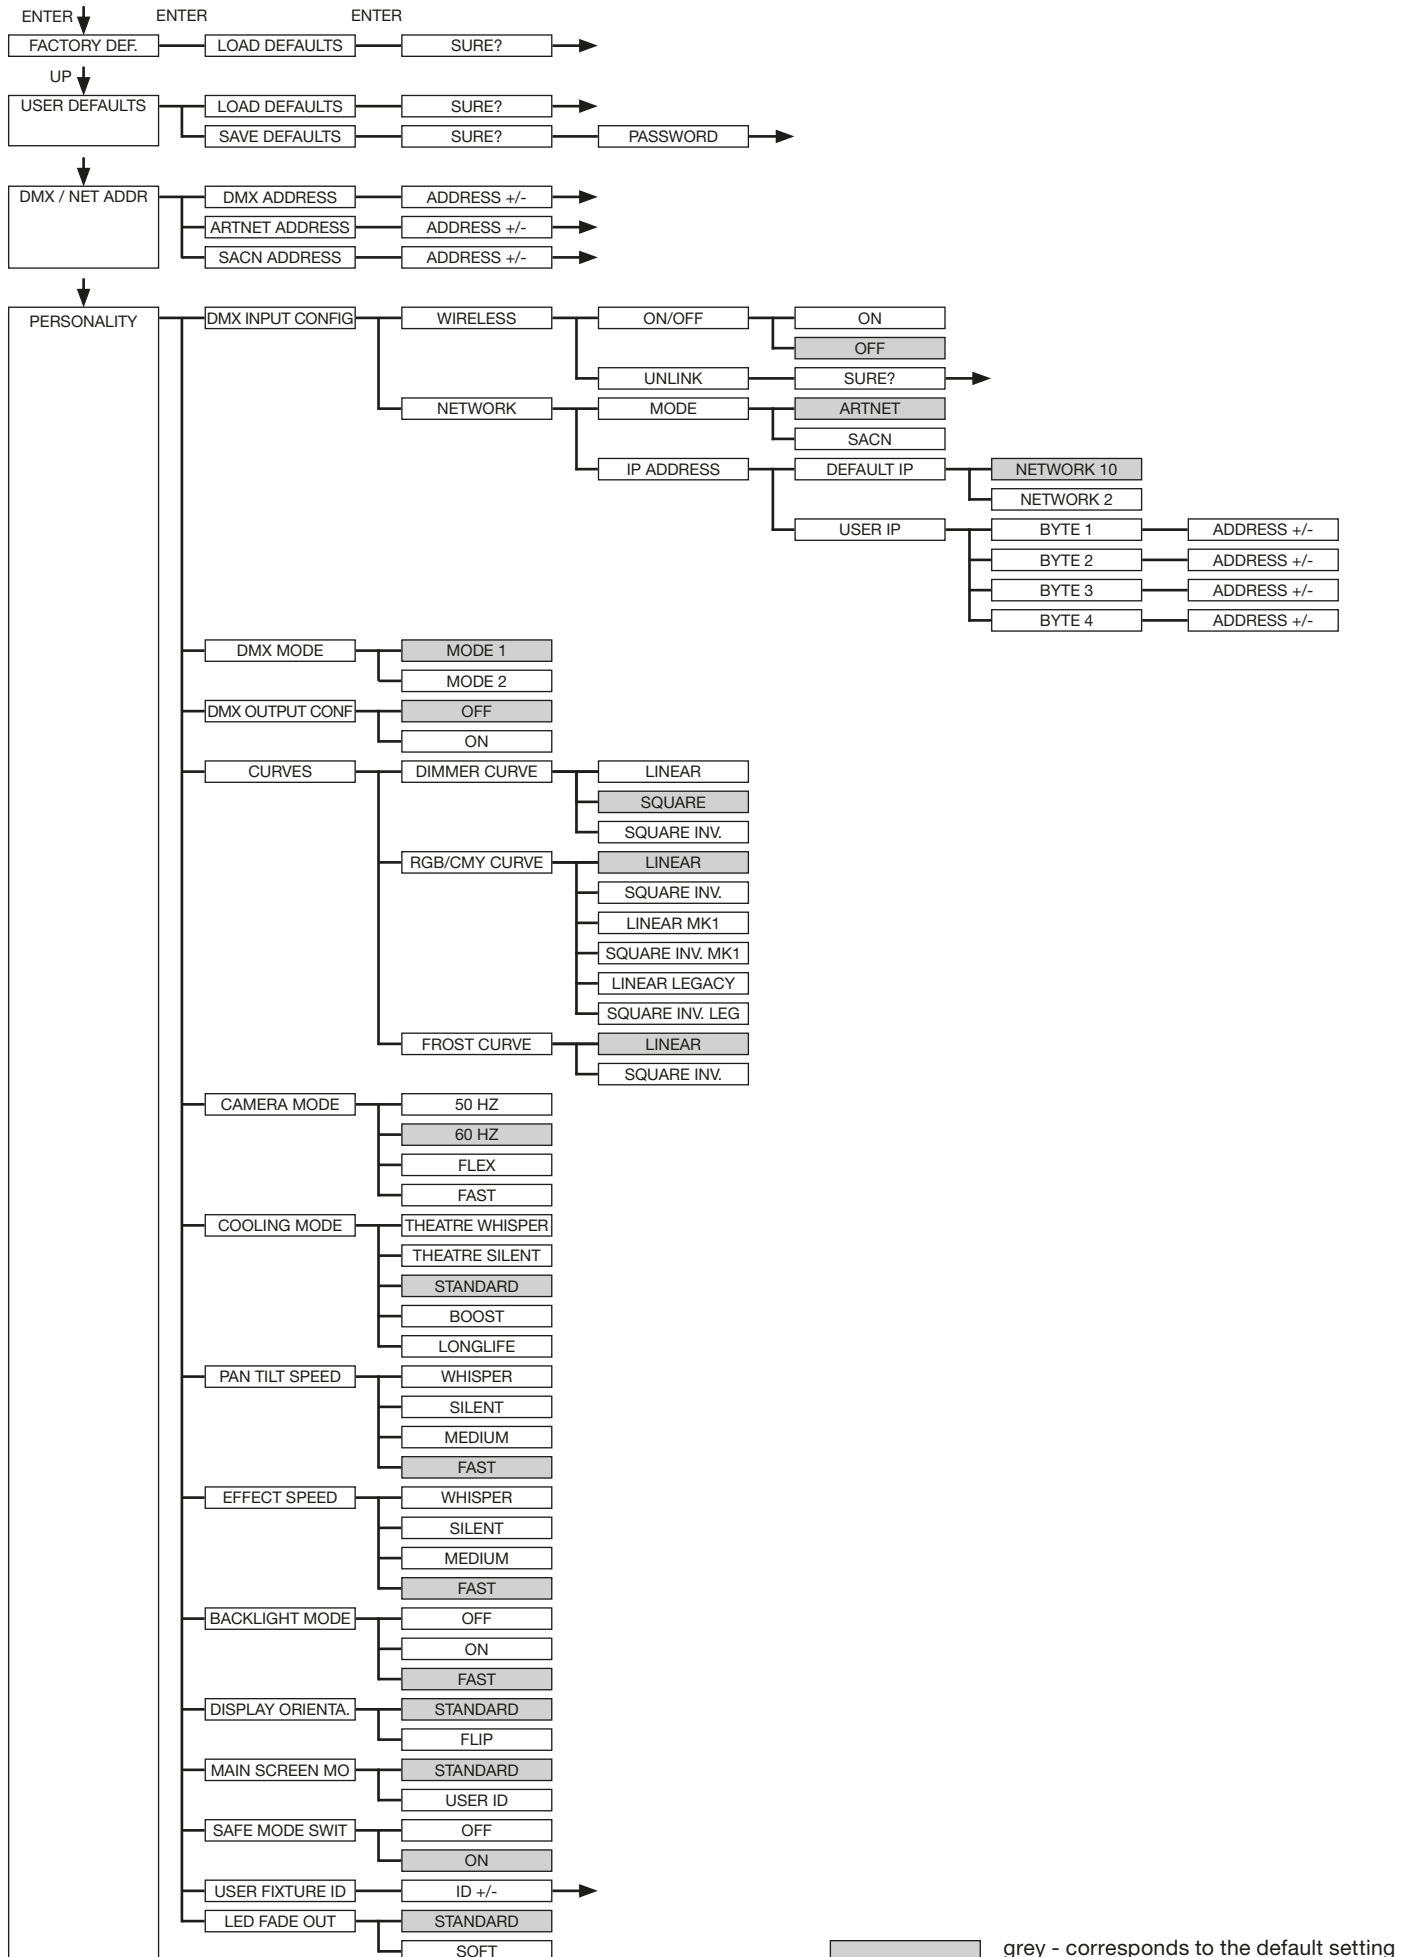 ENTER ENTER ENTER
FACTORY DEF. LOAD DEFAULTS SURE?
UP
USER DEFAULTS LOAD DEFAULTS SURE?
SAVE DEFAULTS SURE? PASSWORD
DMX / NET ADDR DMX ADDRESS ADDRESS +/-
ARTNET ADDRESS ADDRESS +/-
SACN ADDRESS ADDRESS +/-
PERSONALITY DMX INPUT CONFIG WIRELESS ON/OFF ON
OFF
UNLINK SURE?
NETWORK MODE ARTNET
SACN
IP ADDRESS DEFAULT IP NETWORK 10
NETWORK 2
USER IP BYTE 1 ADDRESS +/-
BYTE 2 ADDRESS +/-
BYTE 3 ADDRESS +/-
BYTE 4 ADDRESS +/-
DMX MODE MODE 1
MODE 2
DMX OUTPUT CONF OFF
ON
CURVES DIMMER CURVE LINEAR
SQUARE
SQUARE INV.
RGB/CMY CURVE LINEAR
SQUARE INV.
LINEAR MK1
SQUARE INV. MK1
LINEAR LEGACY
SQUARE INV. LEG
FROST CURVE LINEAR
SQUARE INV.
CAMERA MODE 50 HZ
60 HZ
FLEX
FAST
COOLING MODE THEATRE WHISPER
THEATRE SILENT
STANDARD
BOOST
LONGLIFE
PAN TILT SPEED WHISPER
SILENT
MEDIUM
FAST
EFFECT SPEED WHISPER
SILENT
MEDIUM
FAST
BACKLIGHT MODE OFF
ON
FAST
DISPLAY ORIENTA. STANDARD
FLIP
MAIN SCREEN MO STANDARD
USER ID
SAFE MODE SWIT OFF
ON
USER FIXTURE ID ID +/-
LED FADE OUT STANDARD
SOFT
grey - corresponds to the default setting